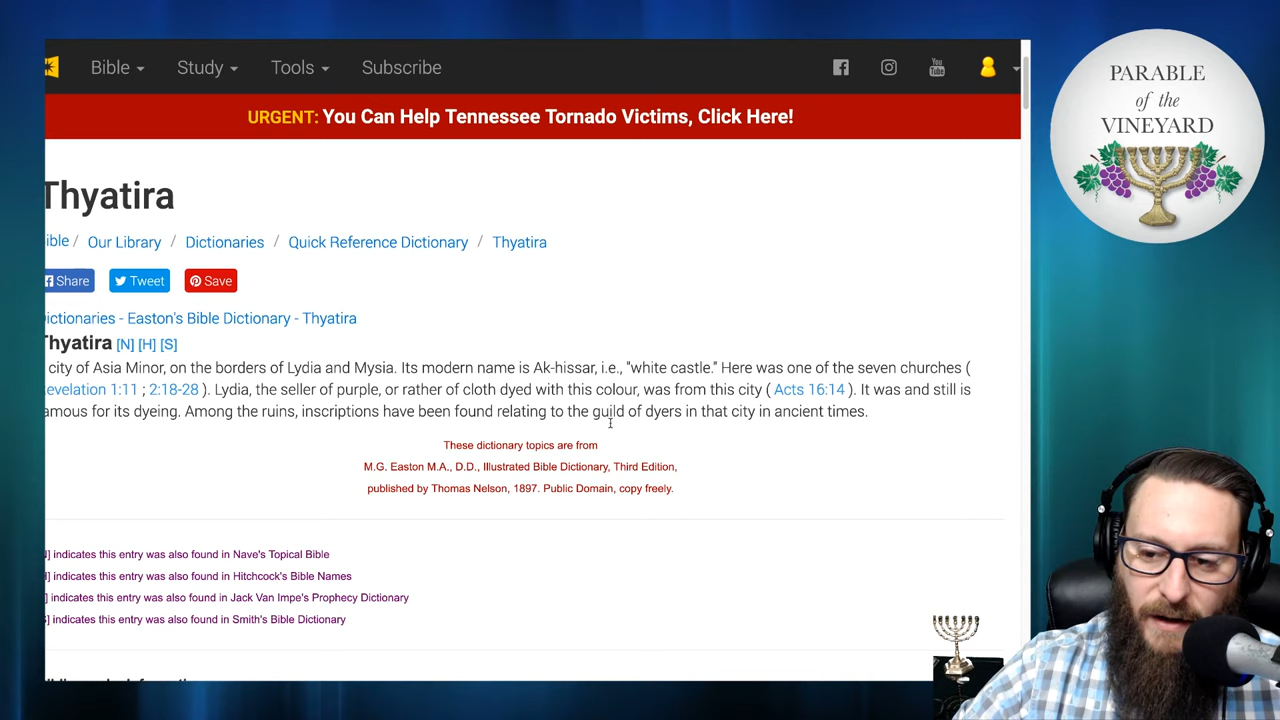 Bible Study Tools Subscribe
URGENT: You Can Help Tennessee Tornado Victims, Click Here!
Thyatira
ible / Our Library / Dictionaries / Quick Reference Dictionary / Thyatira
Share Tweet Save
ictionaries - Easton's Bible Dictionary - Thyatira
Thyatira [N] [H] [S]
city of Asia Minor, on the borders of Lydia and Mysia. Its modern name is Ak-hissar, i.e., "white castle." Here was one of the seven churches (
evelation 1:11 ; 2:18-28 ). Lydia, the seller of purple, or rather of cloth dyed with this colour, was from this city ( Acts 16:14 ). It was and still is
amous for its dyeing. Among the ruins, inscriptions have been found relating to the guild of dyers in that city in ancient times.
These dictionary topics are from
M.G. Easton M.A., D.D., Illustrated Bible Dictionary, Third Edition,
published by Thomas Nelson, 1897. Public Domain, copy freely.
] indicates this entry was also found in Nave's Topical Bible
] indicates this entry was also found in Hitchcock's Bible Names
] indicates this entry was also found in Jack Van Impe's Prophecy Dictionary
] indicates this entry was also found in Smith's Bible Dictionary
PARABLE
of the
VINEYARD
You
Tube